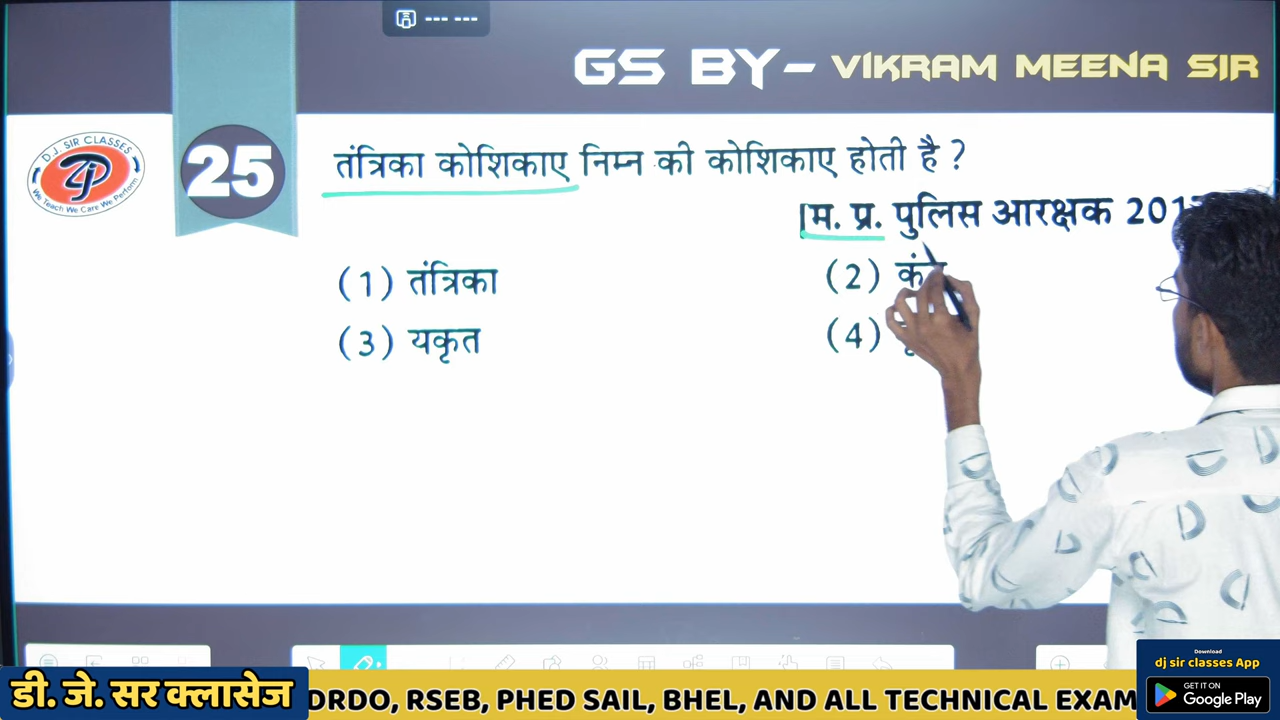 --- ---
GS BY- VIKRAM MEENA SIR
D.J. SIR CLASSES
We Teach We Care We Perform
25
तंत्रिका कोशिकाए निम्न की कोशिकाए होती है ?
[म. प्र. पुलिस आरक्षक
(1) तंत्रिका
(2)
(3) यकृत
(4)
डी. जे. सर क्लासेज
DRDO, RSEB, PHED SAIL, BHEL, AND ALL TECHNICAL EXAM
Download
dj sir classes App
GET IT ON
Google Play